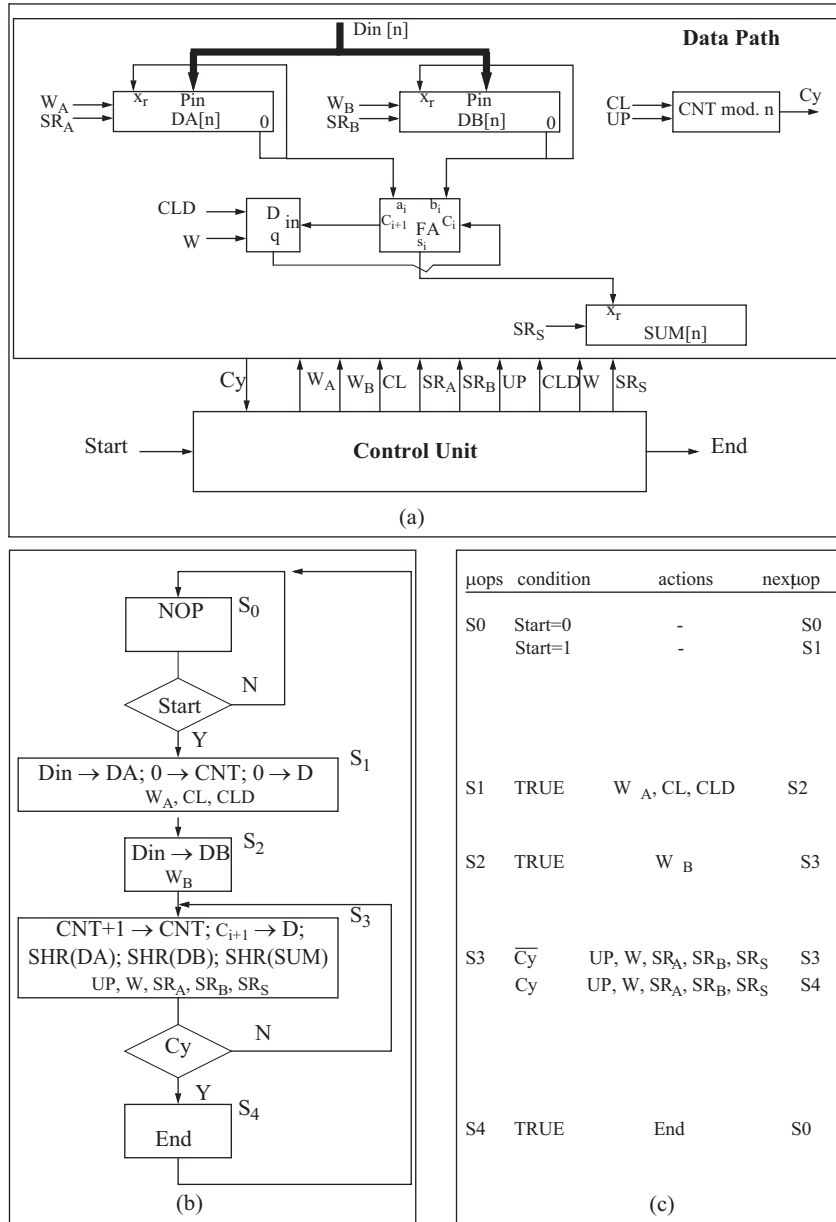 Din [n]
Data Path
W_A
SR_A
x_r
Pin
DA[n]
0
W_B
SR_B
x_r
Pin
DB[n]
0
CL
UP
CNT mod. n
Cy
CLD
W
D
in
q
a_i
b_i
C_{i+1}
FA
C_i
s_i
SR_S
x_r
SUM[n]
Cy
W_A
W_B
CL
SR_A
SR_B
UP
CLD
W
SR_S
Start
Control Unit
End
(a)
NOP
S_0
Start
N
Y
S_1
Din → DA; 0 → CNT; 0 → D
W_A, CL, CLD
S_2
Din → DB
W_B
S_3
CNT+1 → CNT; C_{i+1} → D;
SHR(DA); SHR(DB); SHR(SUM)
UP, W, SR_A, SR_B, SR_S
Cy
N
Y
S_4
End
(b)
μops condition actions nextμop
S0 Start=0 - S0
Start=1 - S1
S1 TRUE W_A, CL, CLD S2
S2 TRUE W_B S3
S3 C̅y̅ UP, W, SR_A, SR_B, SR_S S3
Cy UP, W, SR_A, SR_B, SR_S S4
S4 TRUE End S0
(c)